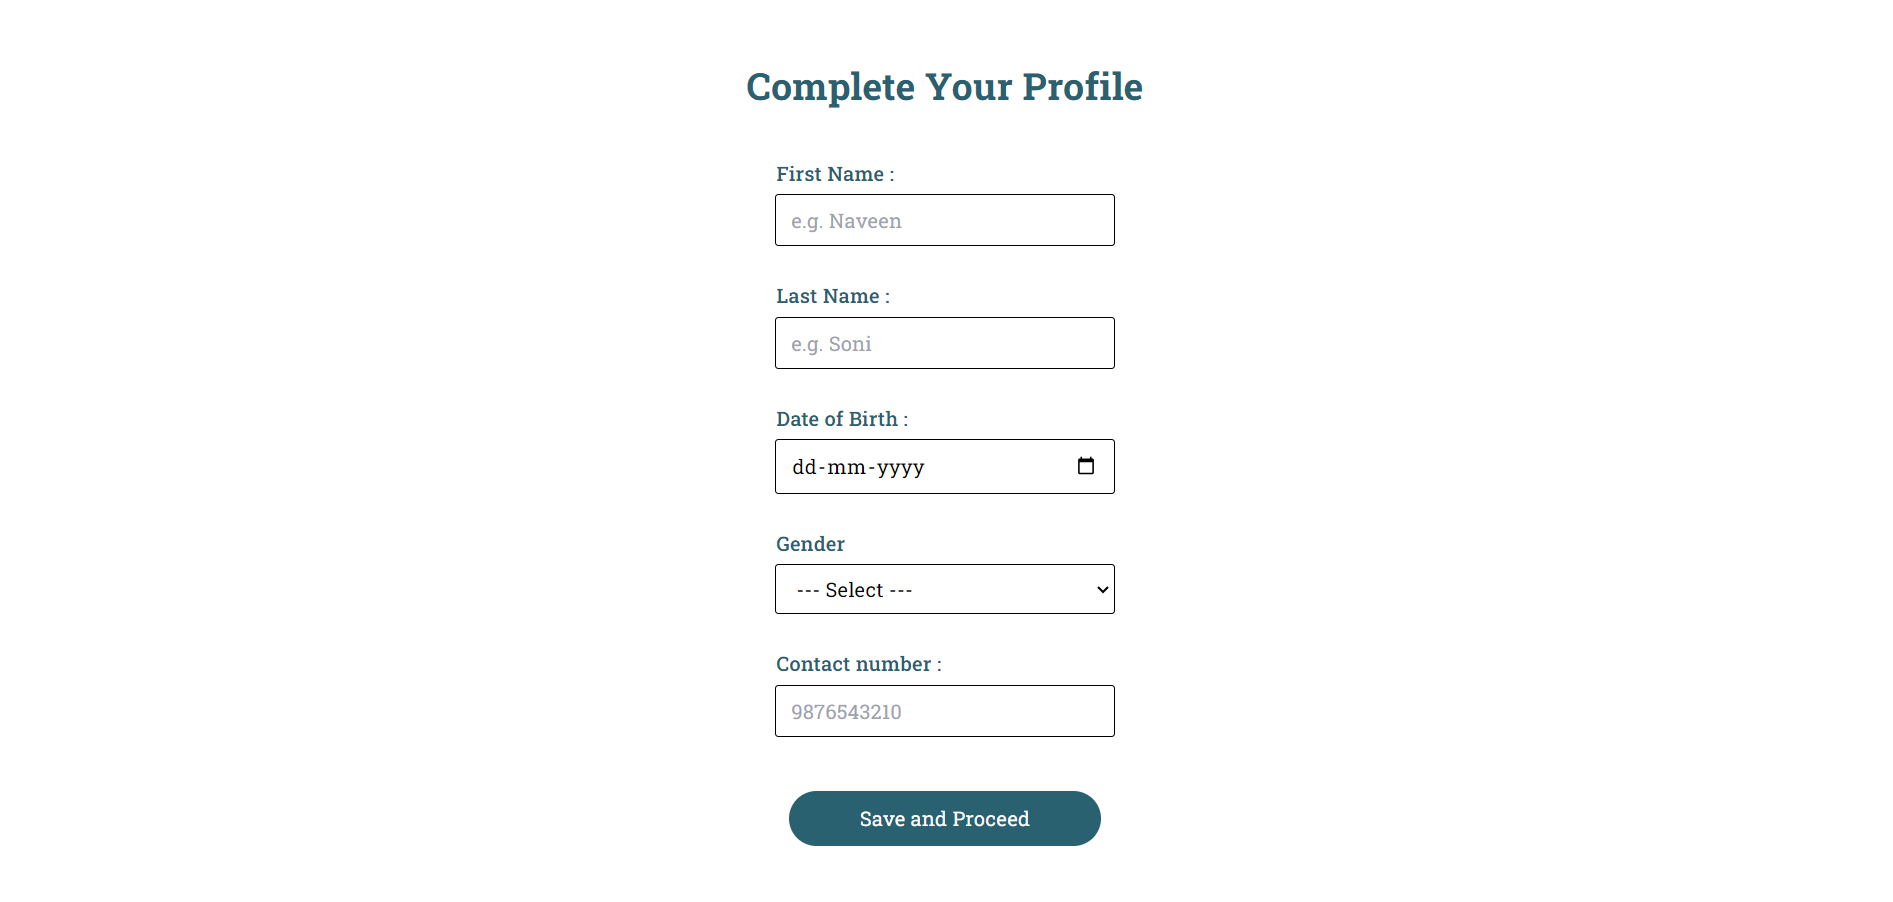 Complete Your Profile
First Name :
e.g. Naveen
Last Name :
e.g. Soni
Date of Birth :
dd-mm-yyyy
Gender
--- Select ---
Contact number :
9876543210
Save and Proceed